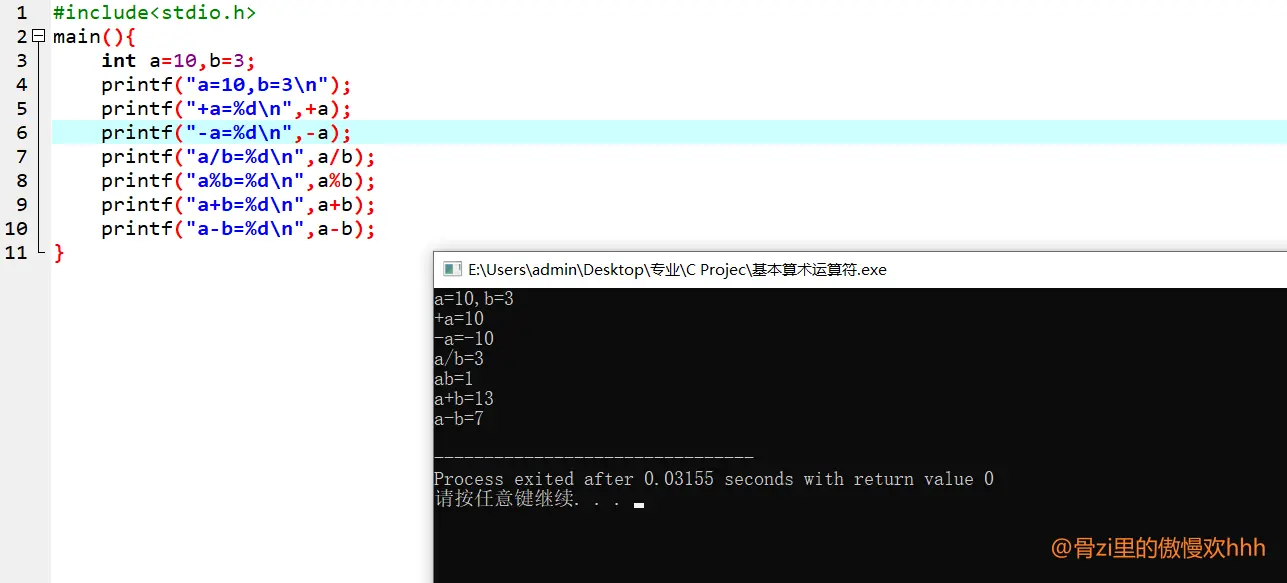 1 #include<stdio.h>
2 main(){
3 int a=10,b=3;
4 printf("a=10,b=3\n");
5 printf("+a=%d\n",+a);
6 printf("-a=%d\n",-a);
7 printf("a/b=%d\n",a/b);
8 printf("a%b=%d\n",a%b);
9 printf("a+b=%d\n",a+b);
10 printf("a-b=%d\n",a-b);
11 }
E:\Users\admin\Desktop\专业\C Projec\基本算术运算符.exe
a=10,b=3
+a=10
-a=-10
a/b=3
ab=1
a+b=13
a-b=7
--------------------------------
Process exited after 0.03155 seconds with return value 0
请按任意键继续. . .
@骨zi里的傲慢欢hhh